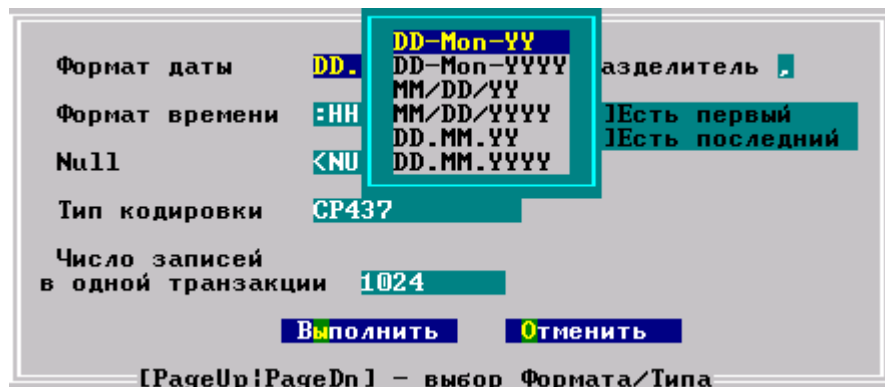 DD-Mon-YY
Формат даты DD. DD-Mon-YYYY азделитель ,
MM/DD/YY
Формат времени :HH MM/DD/YYYY ]Есть первый
DD.MM.YY ]Есть последний
Null <NU DD.MM.YYYY
Тип кодировки CP437
Число записей
в одной транзакции 1024
Выполнить Отменить
[PageUp¦PageDn] – выбор Формата/Типа